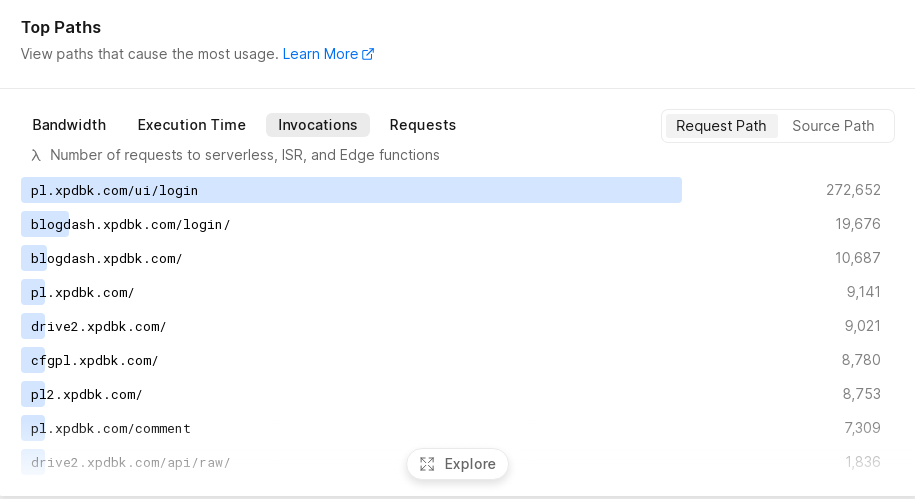 Top Paths
View paths that cause the most usage. Learn More
Bandwidth Execution Time Invocations Requests Request Path Source Path
λ Number of requests to serverless, ISR, and Edge functions
pl.xpdbk.com/ui/login 272,652
blogdash.xpdbk.com/login/ 19,676
blogdash.xpdbk.com/ 10,687
pl.xpdbk.com/ 9,141
drive2.xpdbk.com/ 9,021
cfgpl.xpdbk.com/ 8,780
pl2.xpdbk.com/ 8,753
pl.xpdbk.com/comment 7,309
drive2.xpdbk.com/api/raw/ 1,836
Explore